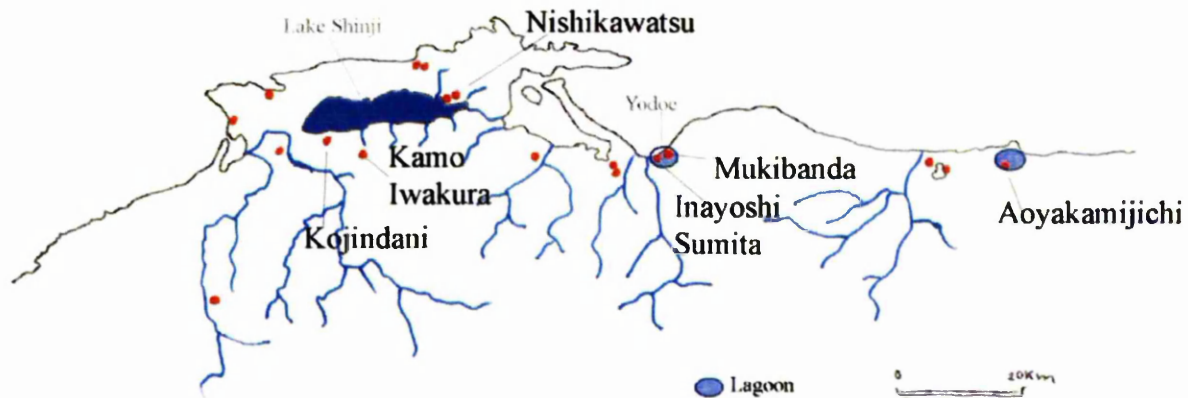 Nishikawatsu
Lake Shinji
Yodoe
Kamo
Iwakura
Kojindani
Mukibanda
Inayoshi
Sumita
Aoyakamijichi
Lagoon
0 20Km